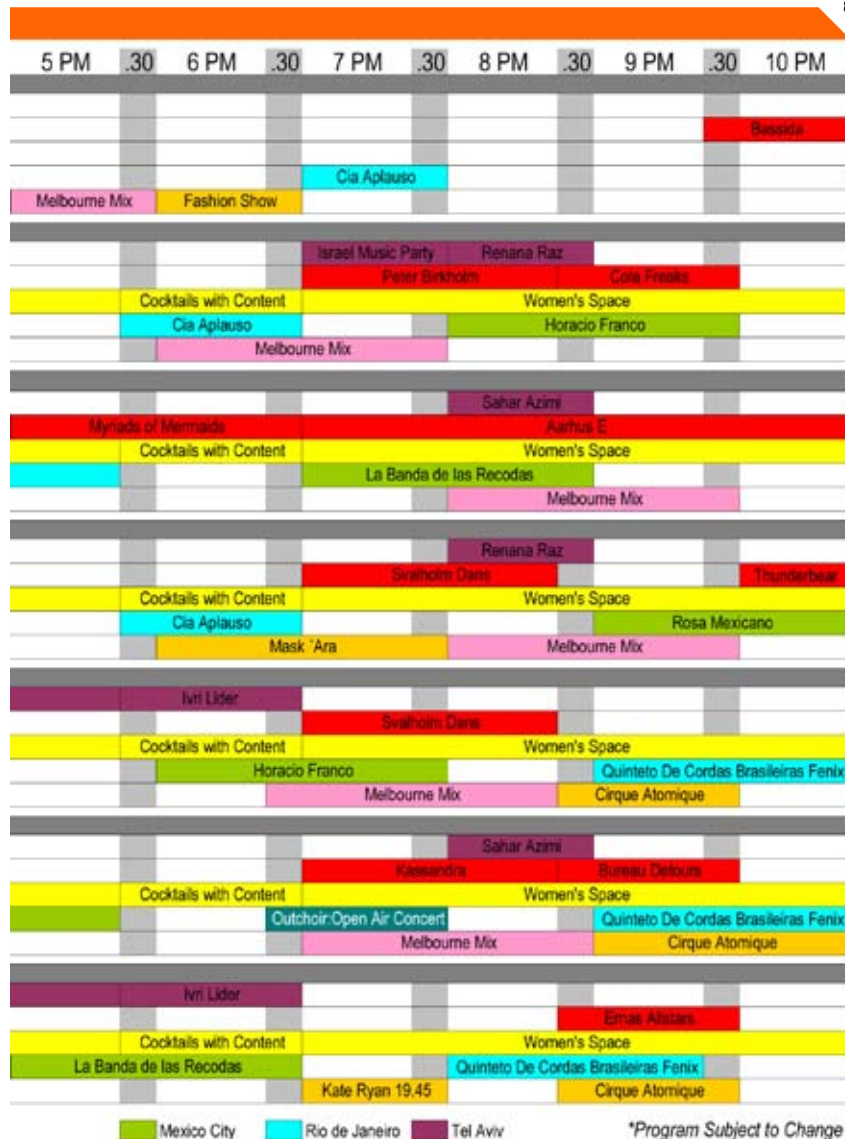 8
5 PM .30 6 PM .30 7 PM .30 8 PM .30 9 PM .30 10 PM
Bassida
Cia Aplauso
Melbourne Mix Fashion Show
Israel Music Party Renana Raz
Peter Birkholm Cola Freaks
Cocktails with Content Women's Space
Cia Aplauso Horacio Franco
Melbourne Mix
Sahar Azimi
Myriads of Mermaids Aarhus E
Cocktails with Content Women's Space
La Banda de las Recodas
Melbourne Mix
Renana Raz
Svalholm Dans Thunderbear
Cocktails with Content Women's Space
Cia Aplauso Rosa Mexicano
Mask ´Ara Melbourne Mix
Ivri Lider
Svalholm Dans
Cocktails with Content Women's Space
Horacio Franco Quinteto De Cordas Brasileiras Fenix
Melbourne Mix Cirque Atomique
Sahar Azimi
Kassandra Bureau Detours
Cocktails with Content Women's Space
Outchoir:Open Air Concert Quinteto De Cordas Brasileiras Fenix
Melbourne Mix Cirque Atomique
Ivri Lider
Emas Allstars
Cocktails with Content Women's Space
La Banda de las Recodas Quinteto De Cordas Brasileiras Fenix
Kate Ryan 19.45 Cirque Atomique
Mexico City Rio de Janeiro Tel Aviv *Program Subject to Change